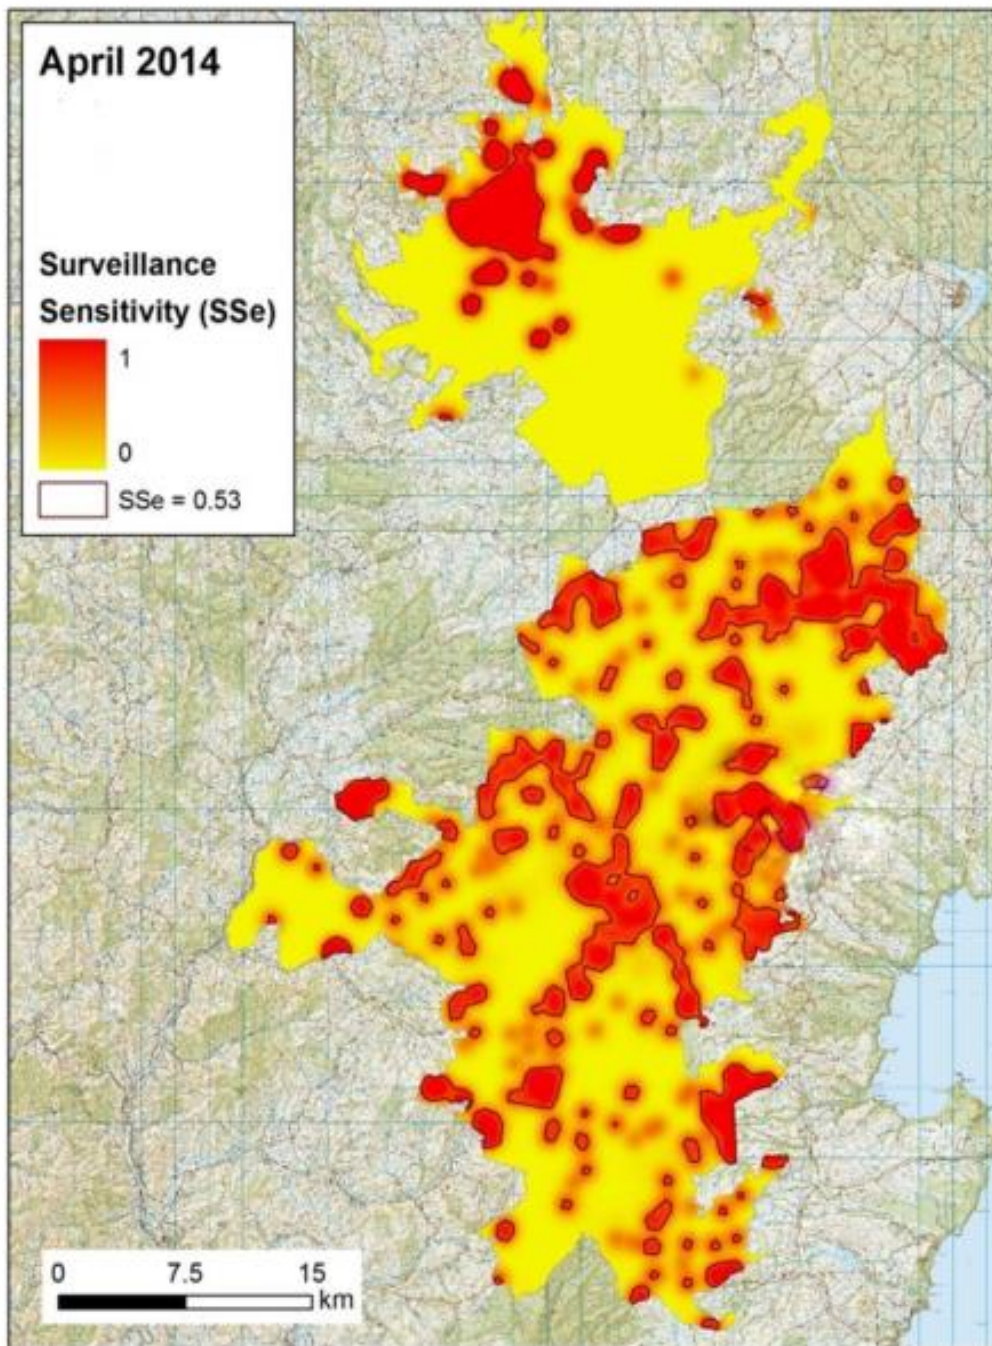 April 2014
Surveillance
Sensitivity (SSe)
1
0
SSe = 0.53
0 7.5 15
km